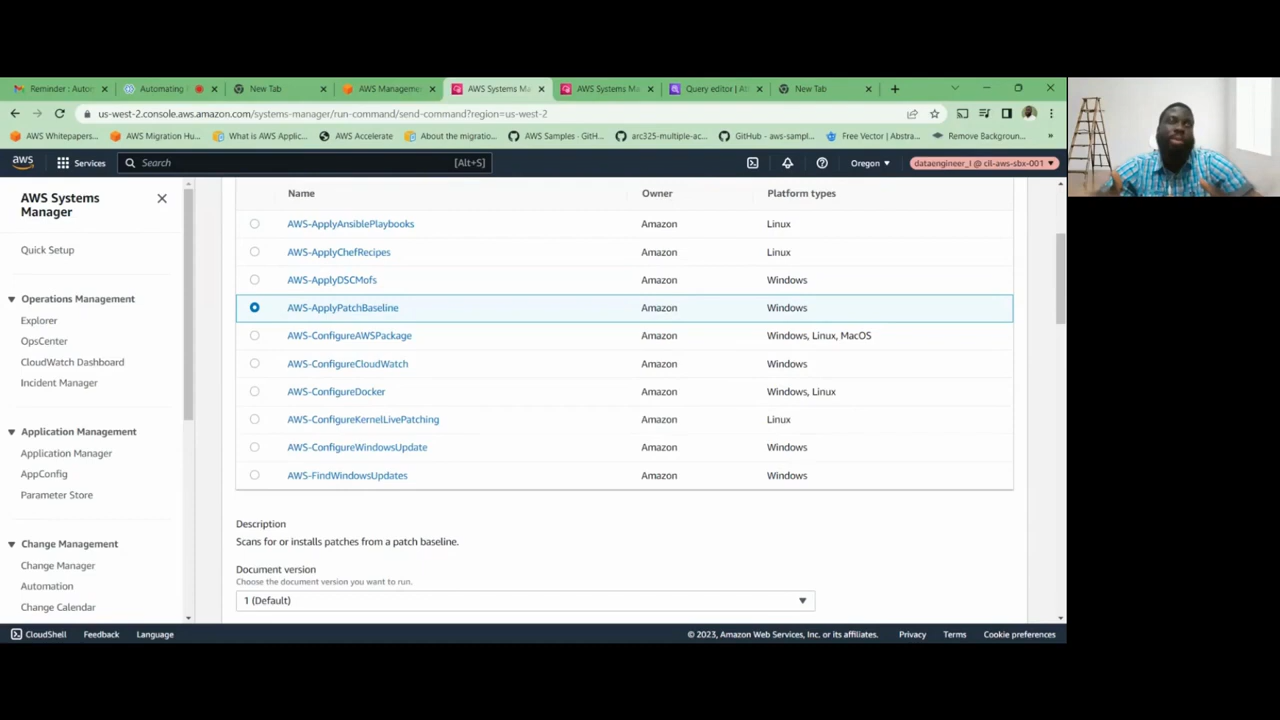 Reminder : Autor
Automating
New Tab
AWS Manageme
AWS Systems Ma
AWS Systems Ma
Query editor | Ath
New Tab
us-west-2.console.aws.amazon.com/systems-manager/run-command/send-command?region=us-west-2
AWS Whitepapers...
AWS Migration Hu...
What is AWS Applic...
AWS Accelerate
About the migratio...
AWS Samples - GitH...
arc325-multiple-ac...
GitHub - aws-sampl...
Free Vector | Abstra...
Remove Backgroun...
»
aws
Services
Search
[Alt+S]
Oregon
AWS Systems
Manager
Quick Setup
Operations Management
Explorer
OpsCenter
CloudWatch Dashboard
Incident Manager
Application Management
Application Manager
AppConfig
Parameter Store
Change Management
Change Manager
Automation
Change Calendar
Name Owner Platform types
AWS-ApplyAnsiblePlaybooks Amazon Linux
AWS-ApplyChefRecipes Amazon Linux
AWS-ApplyDSCMofs Amazon Windows
AWS-ApplyPatchBaseline Amazon Windows
AWS-ConfigureAWSPackage Amazon Windows, Linux, MacOS
AWS-ConfigureCloudWatch Amazon Windows
AWS-ConfigureDocker Amazon Windows, Linux
AWS-ConfigureKernelLivePatching Amazon Linux
AWS-ConfigureWindowsUpdate Amazon Windows
AWS-FindWindowsUpdates Amazon Windows
Description
Scans for or installs patches from a patch baseline.
Document version
Choose the document version you want to run.
1 (Default)
CloudShell
Feedback
Language
© 2023, Amazon Web Services, Inc. or its affiliates.
Privacy
Terms
Cookie preferences